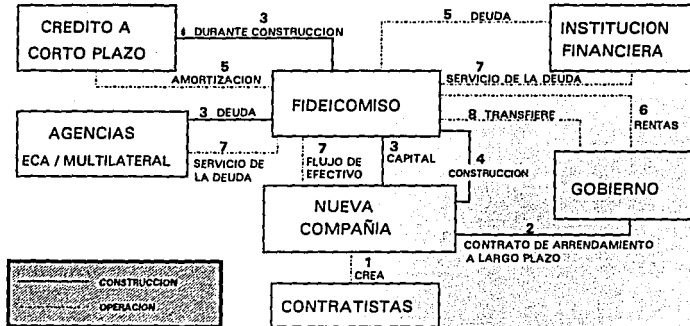 CREDITO A
CORTO PLAZO
3
$ DURANTE CONSTRUCCION
5
DEUDA
INSTITUCION
FINANCIERA
5
AMORTIZACION
7
SERVICIO DE LA DEUDA
FIDEICOMISO
3 DEUDA
8 TRANSFIERE
6
RENTAS
AGENCIAS
ECA / MULTILATERAL
7
SERVICIO DE
LA DEUDA
7
FLUJO DE
EFECTIVO
3
CAPITAL
4
CONSTRUCCION
GOBIERNO
NUEVA
COMPAÑIA
2
CONTRATO DE ARRENDAMIENTO
A LARGO PLAZO
1
CREA
CONSTRUCCION
OPERACION
CONTRATISTAS